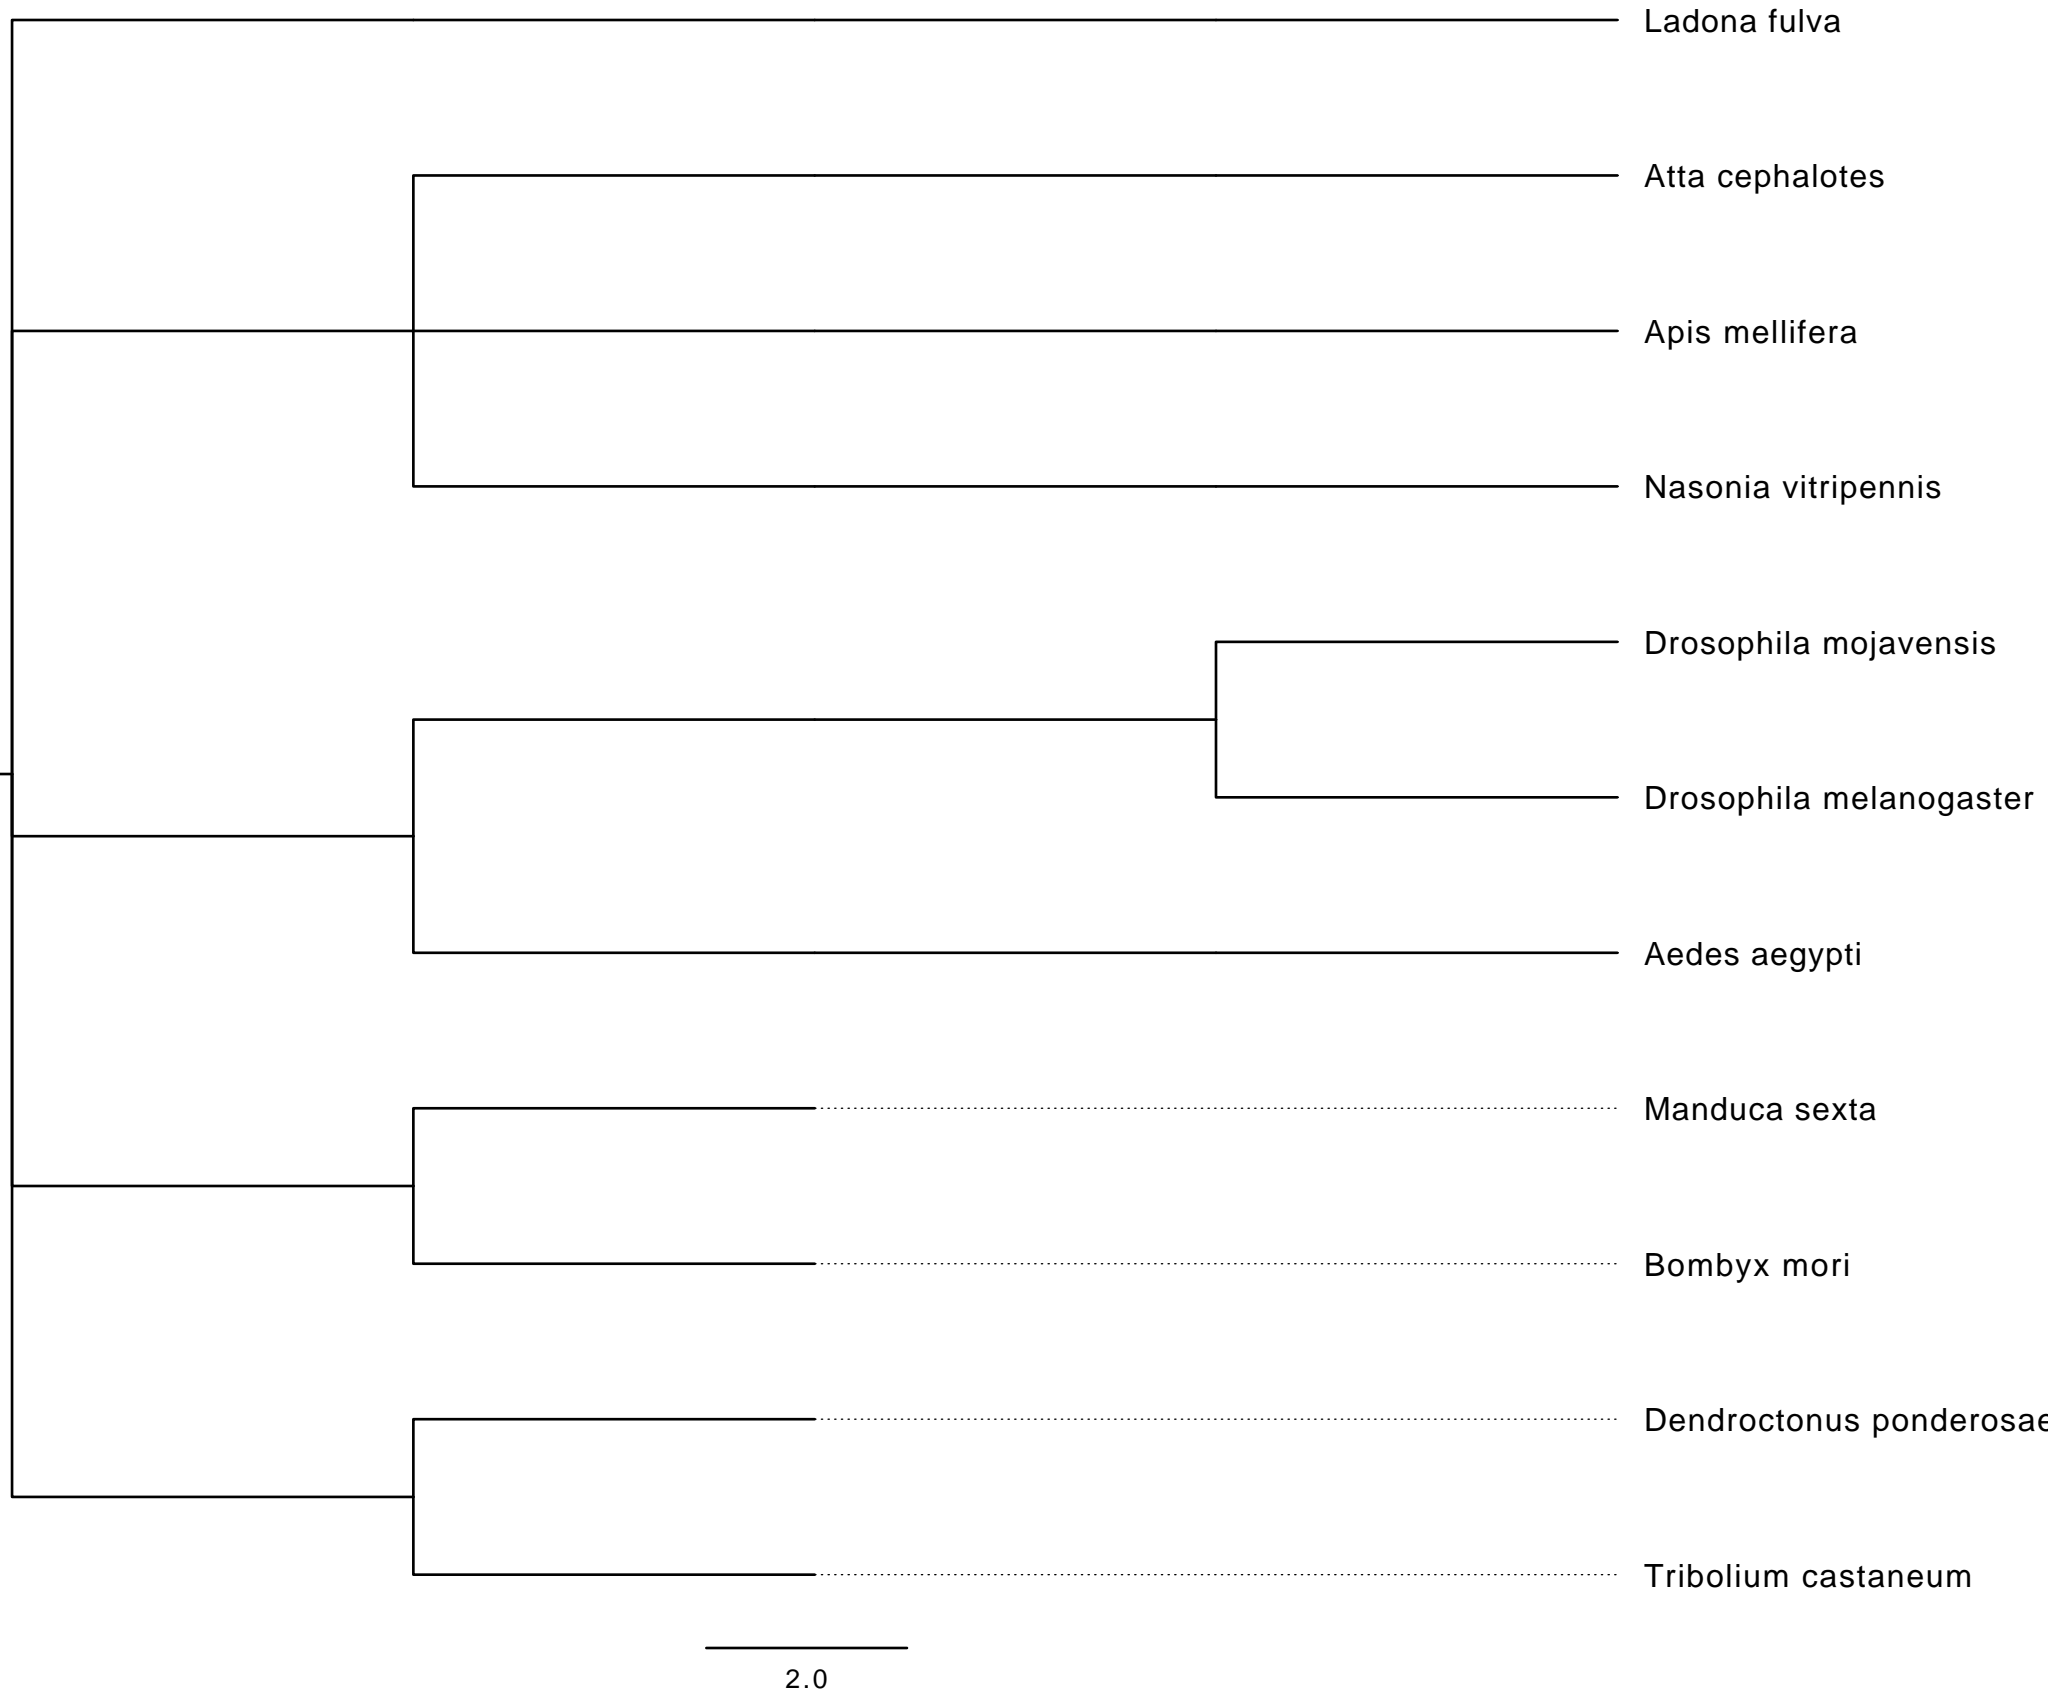 Ladona fulva
Atta cephalotes
Apis mellifera
Nasonia vitripennis
Drosophila mojavensis
Drosophila melanogaster
Aedes aegypti
Manduca sexta
Bombyx mori
Dendroctonus ponderosae
Tribolium castaneum
2.0